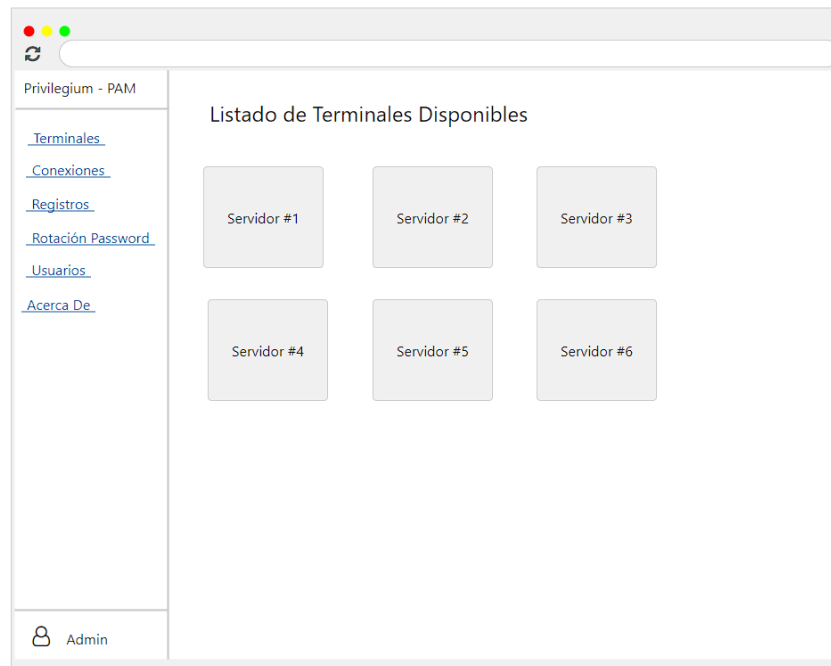 Privilegium - PAM
Terminales
Conexiones
Registros
Rotación Password
Usuarios
Acerca De
Admin
Listado de Terminales Disponibles
Servidor #1
Servidor #2
Servidor #3
Servidor #4
Servidor #5
Servidor #6